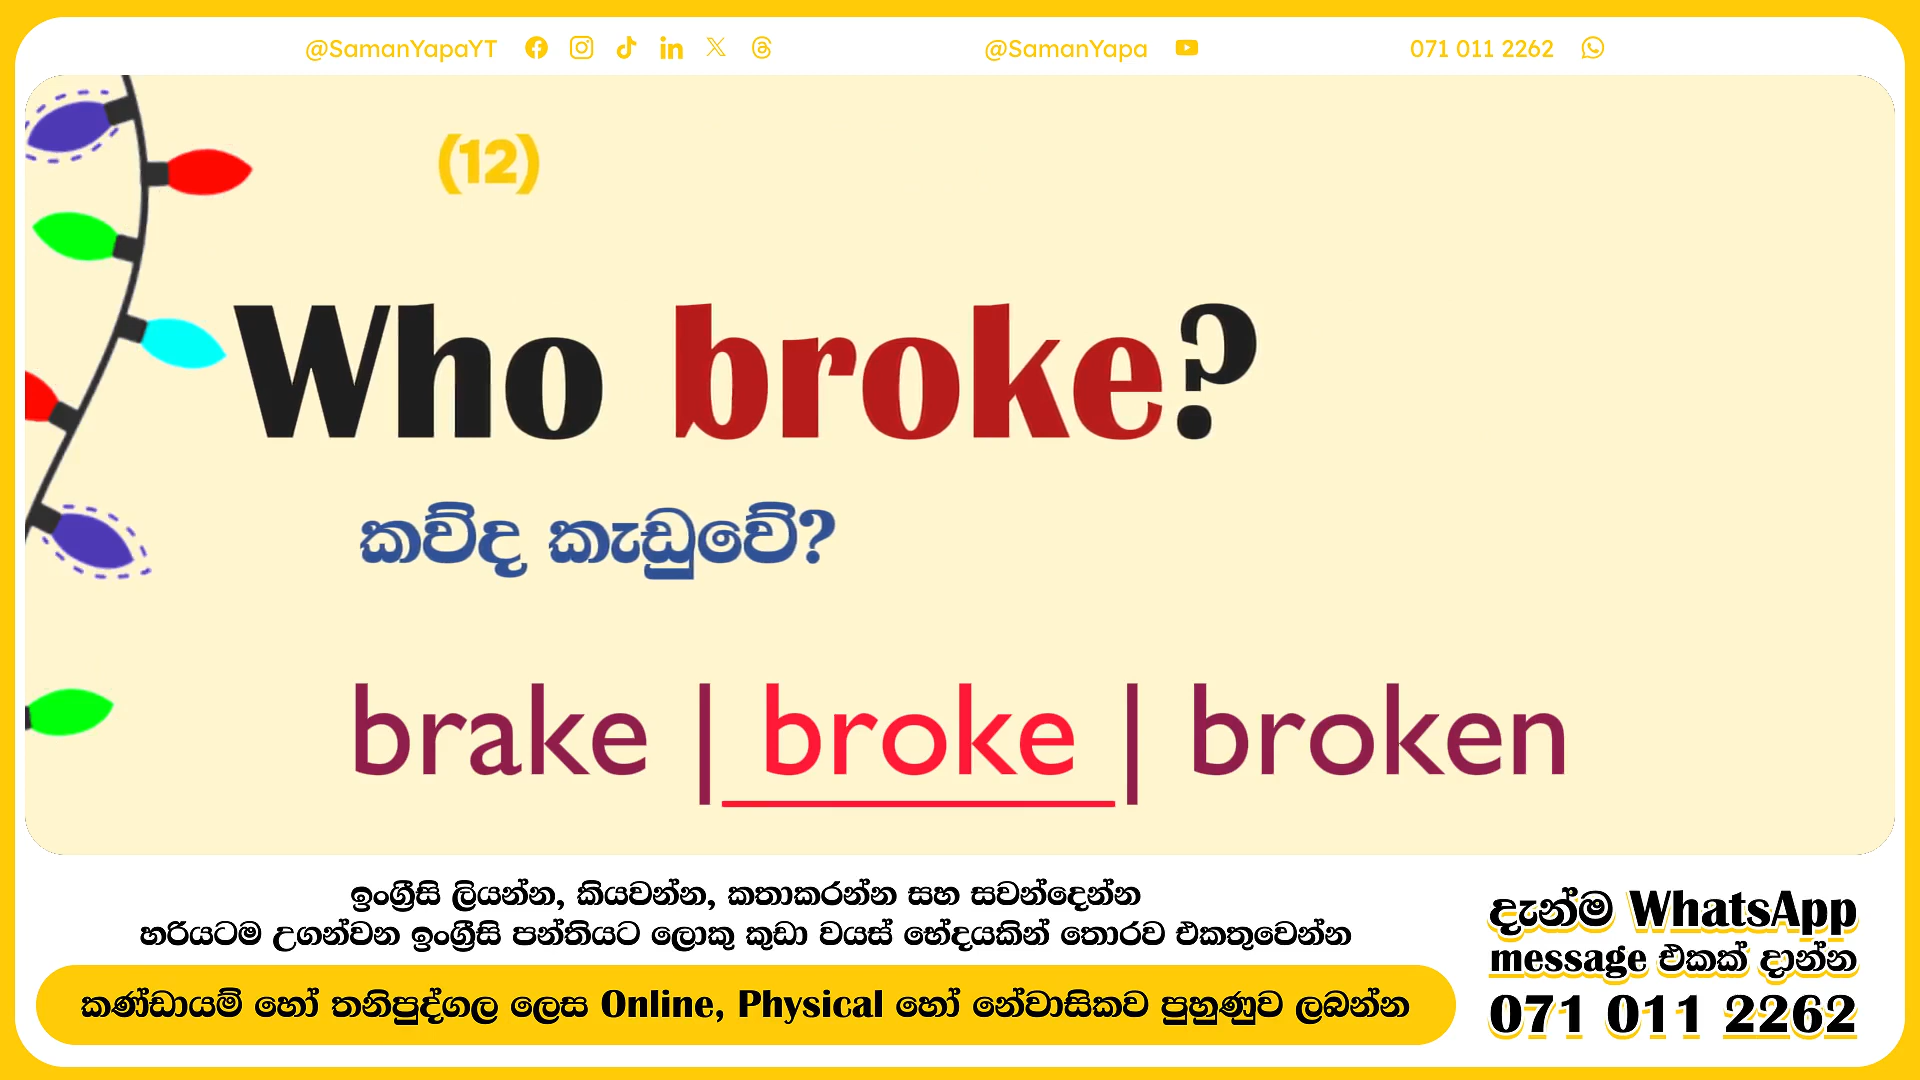 @SamanYapaYT @SamanYapa 071 011 2262
(12)
Who broke?
කව්ද කැඩුවේ?
brake | broke | broken
ඉංග්‍රීසි ලියන්න, කියවන්න, කතාකරන්න සහ සවන්දෙන්න
හරියටම උගන්වන ඉංග්‍රීසි පන්තියට ලොකු කුඩා වයස් භේදයකින් තොරව එකතුවෙන්න
කණ්ඩායම් හෝ තනිපුද්ගල ලෙස Online, Physical හෝ නේවාසිකව පුහුණුව ලබන්න
දැන්ම WhatsApp
message එකක් දාන්න
071 011 2262